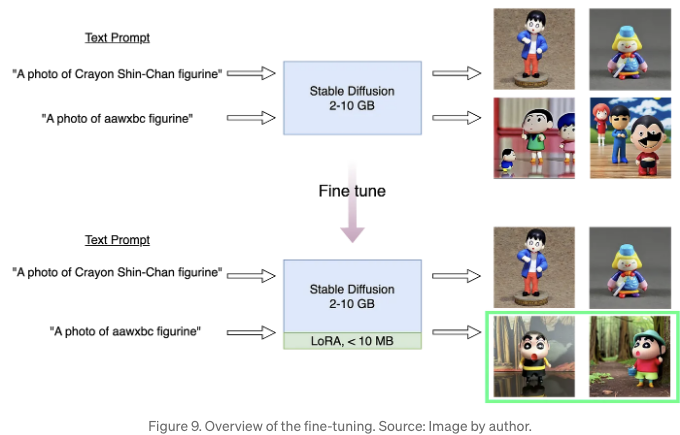 Text Prompt
"A photo of Crayon Shin-Chan figurine"
"A photo of aawxbc figurine"
Stable Diffusion
2-10 GB
Fine tune
Text Prompt
"A photo of Crayon Shin-Chan figurine"
"A photo of aawxbc figurine"
Stable Diffusion
2-10 GB
LoRA, < 10 MB
Figure 9. Overview of the fine-tuning. Source: Image by author.